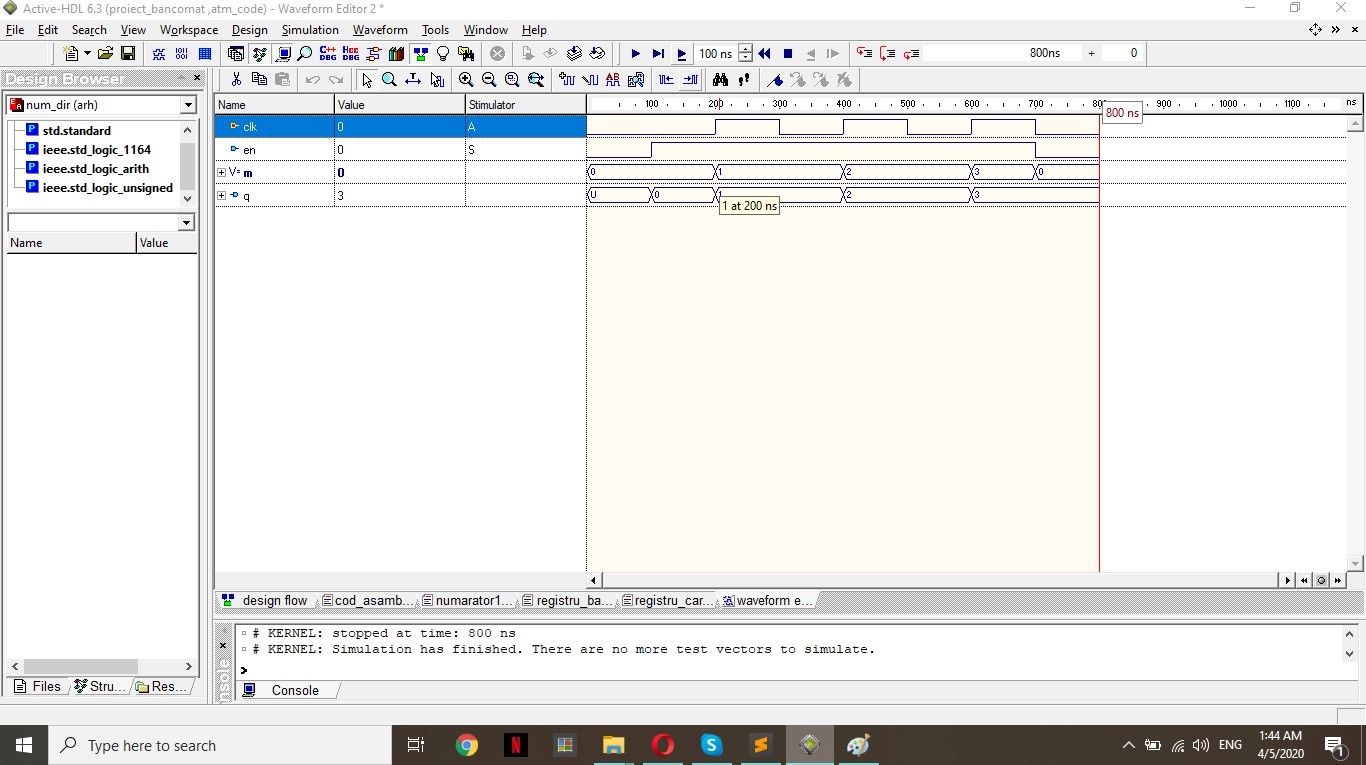 Active-HDL 6.3 (proiect_bancomat ,atm_code) - Waveform Editor 2 *
File Edit Search View Workspace Design Simulation Waveform Tools Window Help
C++ DBG HCC DBG 100 ns 800ns + 0
Design Browser
num_dir (arh)
std.standard
ieee.std_logic_1164
ieee.std_logic_arith
ieee.std_logic_unsigned
Name Value
Name Value Stimulator 100 200 300 400 500 600 700 800 900 1000 1100 ns
800 ns
clk 0 A
en 0 S
V= m 0 0 1 2 3 0
q 3 U 0 1 2 3
1 at 200 ns
design flow cod_asamb... numarator1... registru_ba... registru_car... waveform e...
# KERNEL: stopped at time: 800 ns
# KERNEL: Simulation has finished. There are no more test vectors to simulate.
>
Files Stru... Res... Console
Type here to search ENG 1:44 AM
4/5/2020 1